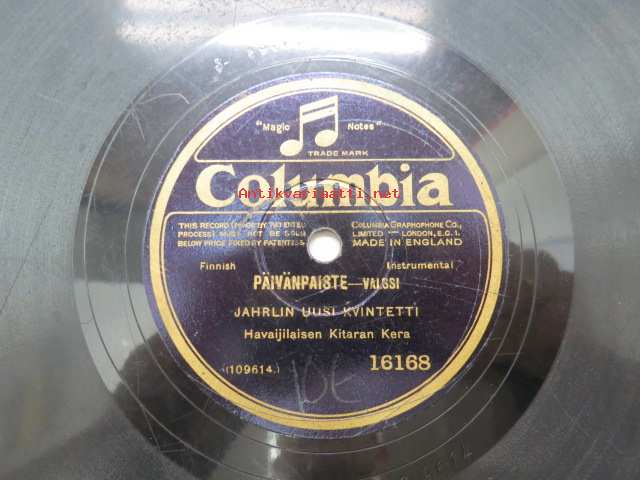 "Magic Notes"
TRADE MARK
Columbia
Antikvariaatti.net
THIS RECORD MADE BY PATENTED
PROCESS MUST NOT BE SOLD
BELOW PRICE FIXED BY PATENTEES
COLUMBIA GRAPHOPHONE CO.,
LIMITED LONDON, E.C. 1.
MADE IN ENGLAND
Finnish Instrumental
PÄIVÄNPAISTE—VALSSI
JAHRLIN UUSI KVINTETTI
Havaijilaisen Kitaran Kera
(109614.) 16168